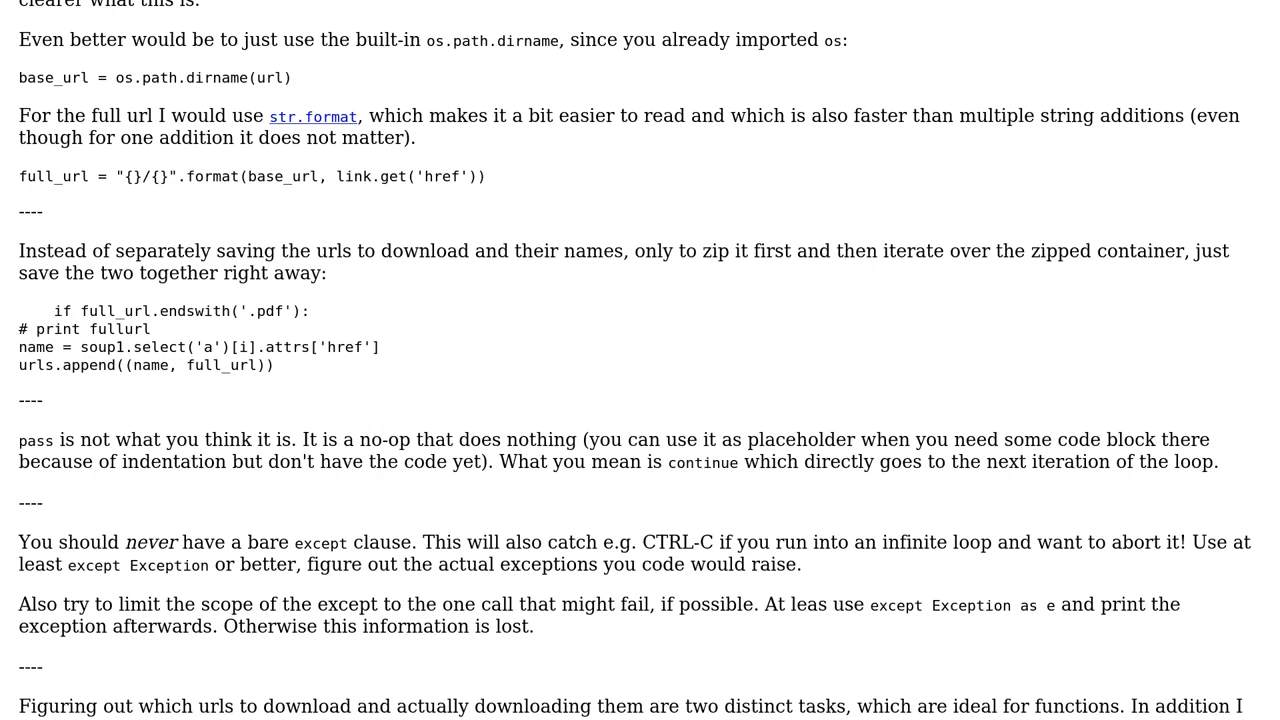 clearer what this is.
Even better would be to just use the built-in os.path.dirname, since you already imported os:
base_url = os.path.dirname(url)
For the full url I would use str.format, which makes it a bit easier to read and which is also faster than multiple string additions (even
though for one addition it does not matter).
full_url = "{}/{}".format(base_url, link.get('href'))
----
Instead of separately saving the urls to download and their names, only to zip it first and then iterate over the zipped container, just
save the two together right away:
    if full_url.endswith('.pdf'):
# print fullurl
name = soup1.select('a')[i].attrs['href']
urls.append((name, full_url))
----
pass is not what you think it is. It is a no-op that does nothing (you can use it as placeholder when you need some code block there
because of indentation but don't have the code yet). What you mean is continue which directly goes to the next iteration of the loop.
----
You should never have a bare except clause. This will also catch e.g. CTRL-C if you run into an infinite loop and want to abort it! Use at
least except Exception or better, figure out the actual exceptions you code would raise.
Also try to limit the scope of the except to the one call that might fail, if possible. At leas use except Exception as e and print the
exception afterwards. Otherwise this information is lost.
----
Figuring out which urls to download and actually downloading them are two distinct tasks, which are ideal for functions. In addition I